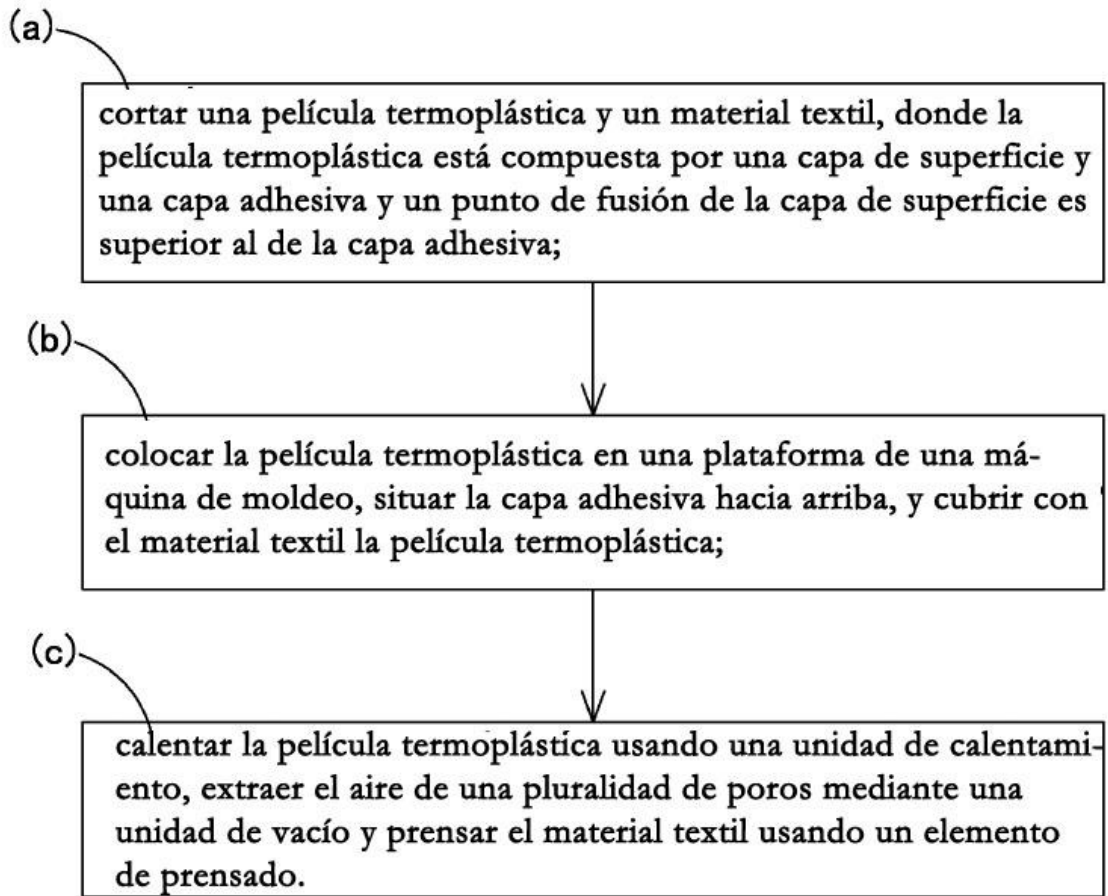 (a)
cortar una película termoplástica y un material textil, donde la
película termoplástica está compuesta por una capa de superficie y
una capa adhesiva y un punto de fusión de la capa de superficie es
superior al de la capa adhesiva;
(b)
colocar la película termoplástica en una plataforma de una má-
quina de moldeo, situar la capa adhesiva hacia arriba, y cubrir con
el material textil la película termoplástica;
(c)
calentar la película termoplástica usando una unidad de calentami-
ento, extraer el aire de una pluralidad de poros mediante una
unidad de vacío y prensar el material textil usando un elemento
de prensado.